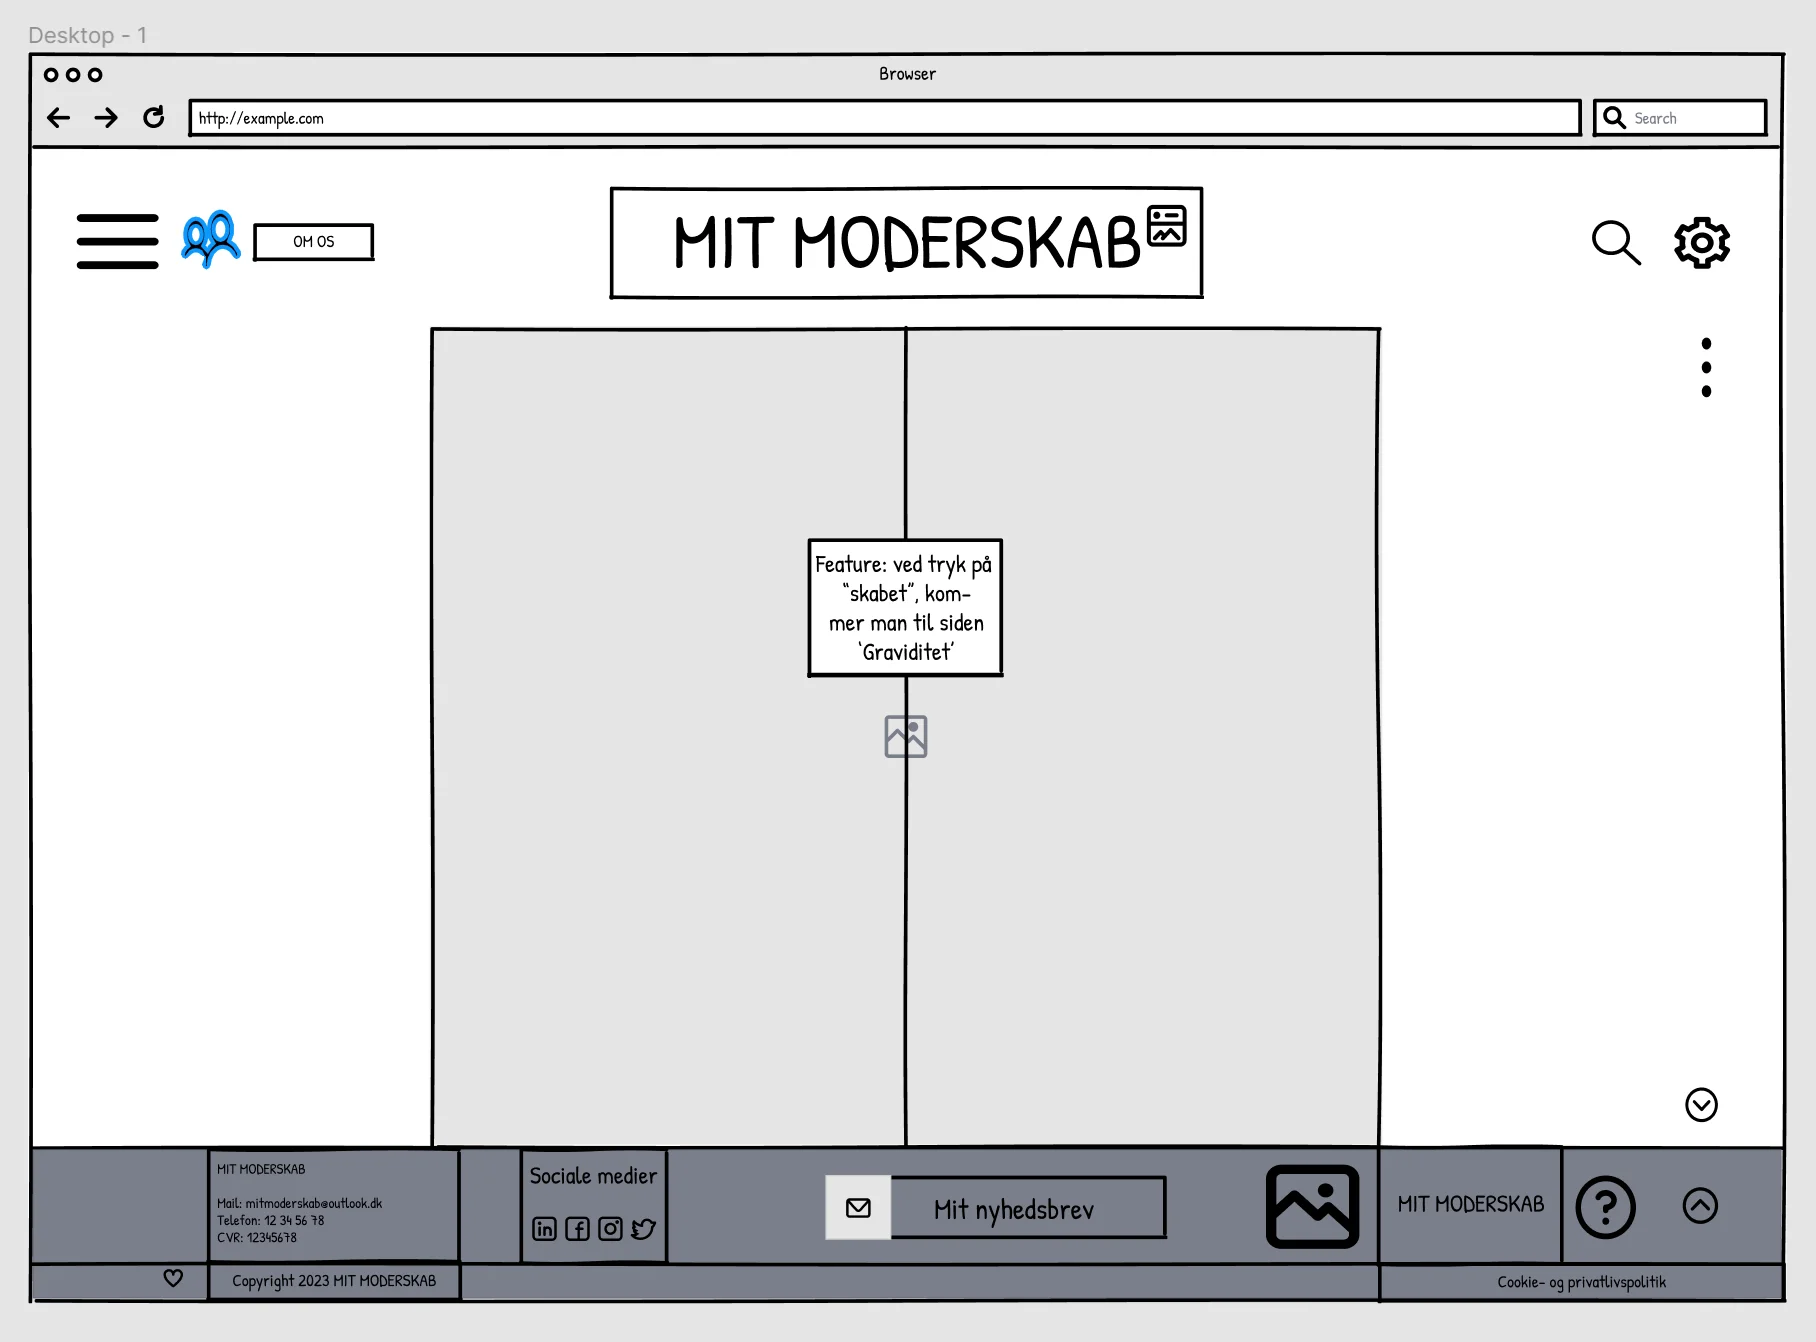 Desktop - 1
Browser
http://example.com
Search
OM OS
MIT MODERSKAB
Feature: ved tryk på
“skabet”, kom-
mer man til siden
‘Graviditet’
MIT MODERSKAB
Mail: mitmoderskab@outlook.dk
Telefon: 12 34 56 78
CVR: 12345678
Sociale medier
Mit nyhedsbrev
MIT MODERSKAB
Copyright 2023 MIT MODERSKAB
Cookie- og privatlivspolitik